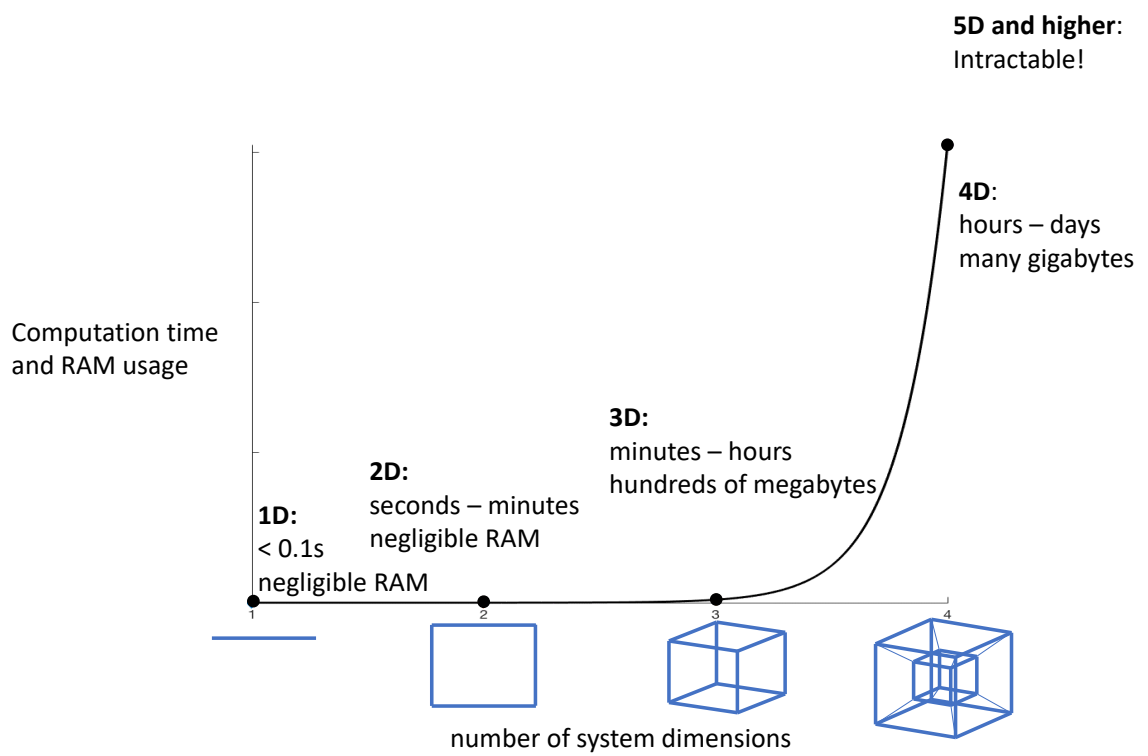 5D and higher:
Intractable!
4D:
hours – days
many gigabytes
Computation time
and RAM usage
3D:
minutes – hours
hundreds of megabytes
2D:
seconds – minutes
negligible RAM
1D:
< 0.1s
negligible RAM
1
2
3
4
number of system dimensions